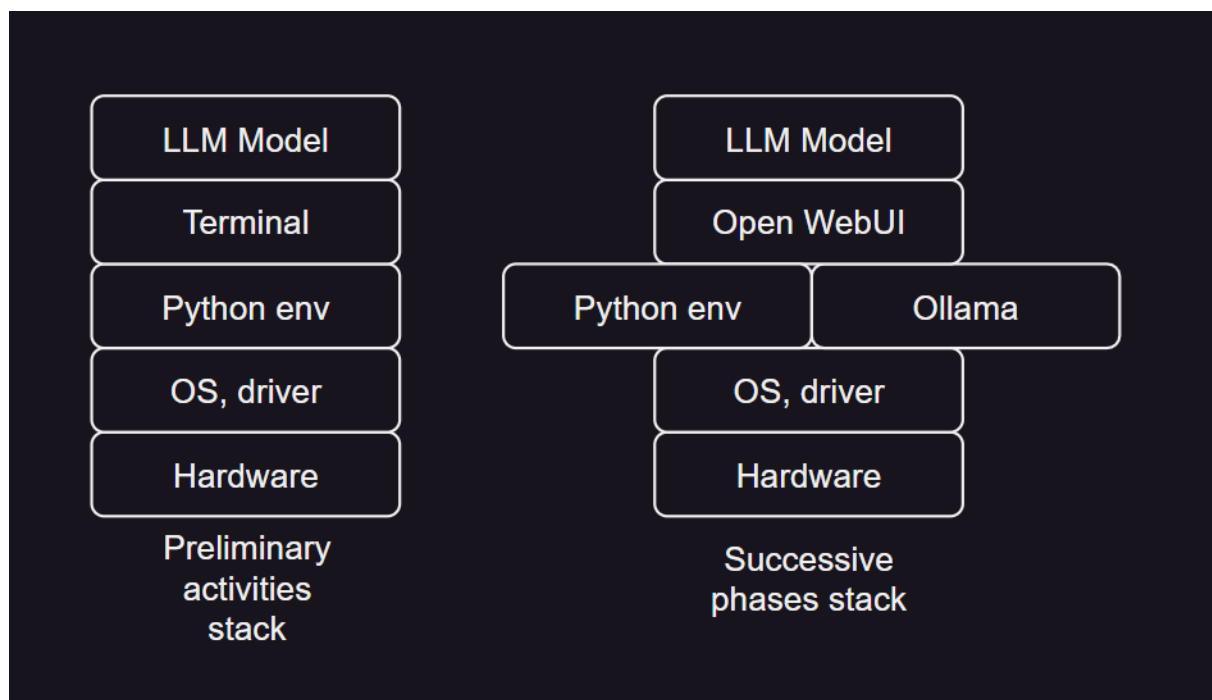 LLM Model
Terminal
Python env
OS, driver
Hardware
Preliminary
activities
stack
LLM Model
Open WebUI
Python env
Ollama
OS, driver
Hardware
Successive
phases stack